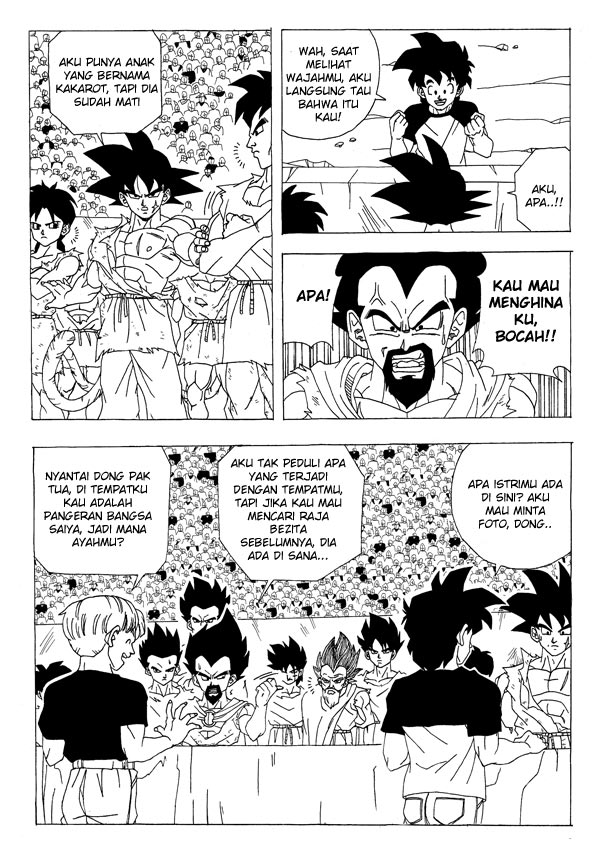 AKU PUNYA ANAK
YANG BERNAMA
KAKAROT, TAPI DIA
SUDAH MATI
WAH, SAAT
MELIHAT
WAJAHMU, AKU
LANGSUNG TAU
BAHWA ITU
KAU!
AKU,
APA..!!
APA!
KAU MAU
MENGHINA
KU,
BOCAH!!
NYANTAI DONG PAK
TUA, DI TEMPATKU
KAU ADALAH
PANGERAN BANGSA
SAIYA, JADI MANA
AYAHMU?
AKU TAK PEDULI APA
YANG TERJADI
DENGAN TEMPATMU,
TAPI JIKA KAU MAU
MENCARI RAJA
BEZITA
SEBELUMNYA, DIA
ADA DI SANA...
APA ISTRIMU ADA
DI SINI? AKU
MAU MINTA
FOTO, DONG..